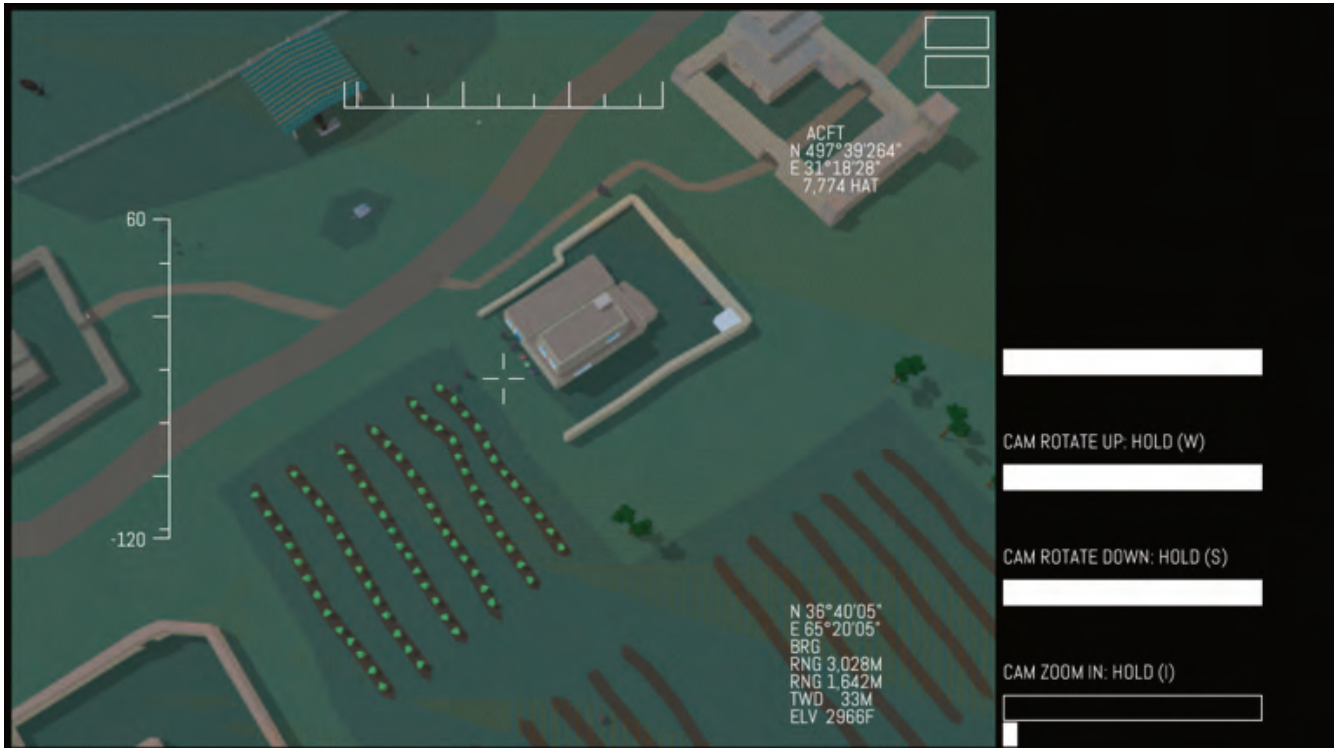 ACFT
N 497°39'264"
E 31°18'28"
7,774 HAT
60
-120
N 36°40'05"
E 65°20'05"
BRG
RNG 3,028M
RNG 1,642M
TWD 33M
ELV 2966F
CAM ROTATE UP: HOLD (W)
CAM ROTATE DOWN: HOLD (S)
CAM ZOOM IN: HOLD (I)